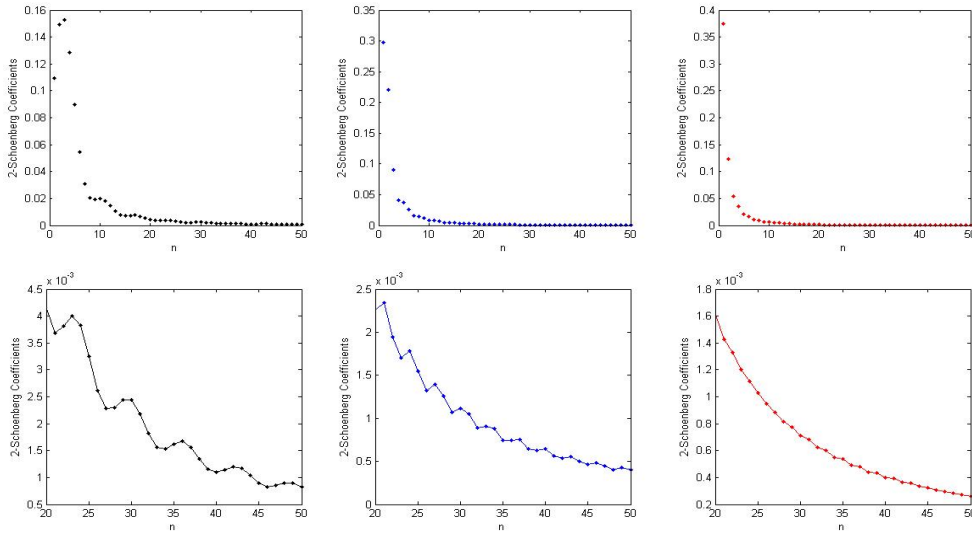 2-Schoenberg Coefficients
0.16
0.14
0.12
0.1
0.08
0.06
0.04
0.02
0
0 10 20 30 40 50
n
2-Schoenberg Coefficients
0.35
0.3
0.25
0.2
0.15
0.1
0.05
0
0 10 20 30 40 50
n
2-Schoenberg Coefficients
0.4
0.35
0.3
0.25
0.2
0.15
0.1
0.05
0
0 10 20 30 40 50
n
x 10⁻³
2-Schoenberg Coefficients
4.5
4
3.5
3
2.5
2
1.5
1
0.5
20 25 30 35 40 45 50
n
x 10⁻³
2-Schoenberg Coefficients
2.5
2
1.5
1
0.5
0
20 25 30 35 40 45 50
n
x 10⁻³
2-Schoenberg Coefficients
1.8
1.6
1.4
1.2
1
0.8
0.6
0.4
0.2
20 25 30 35 40 45 50
n